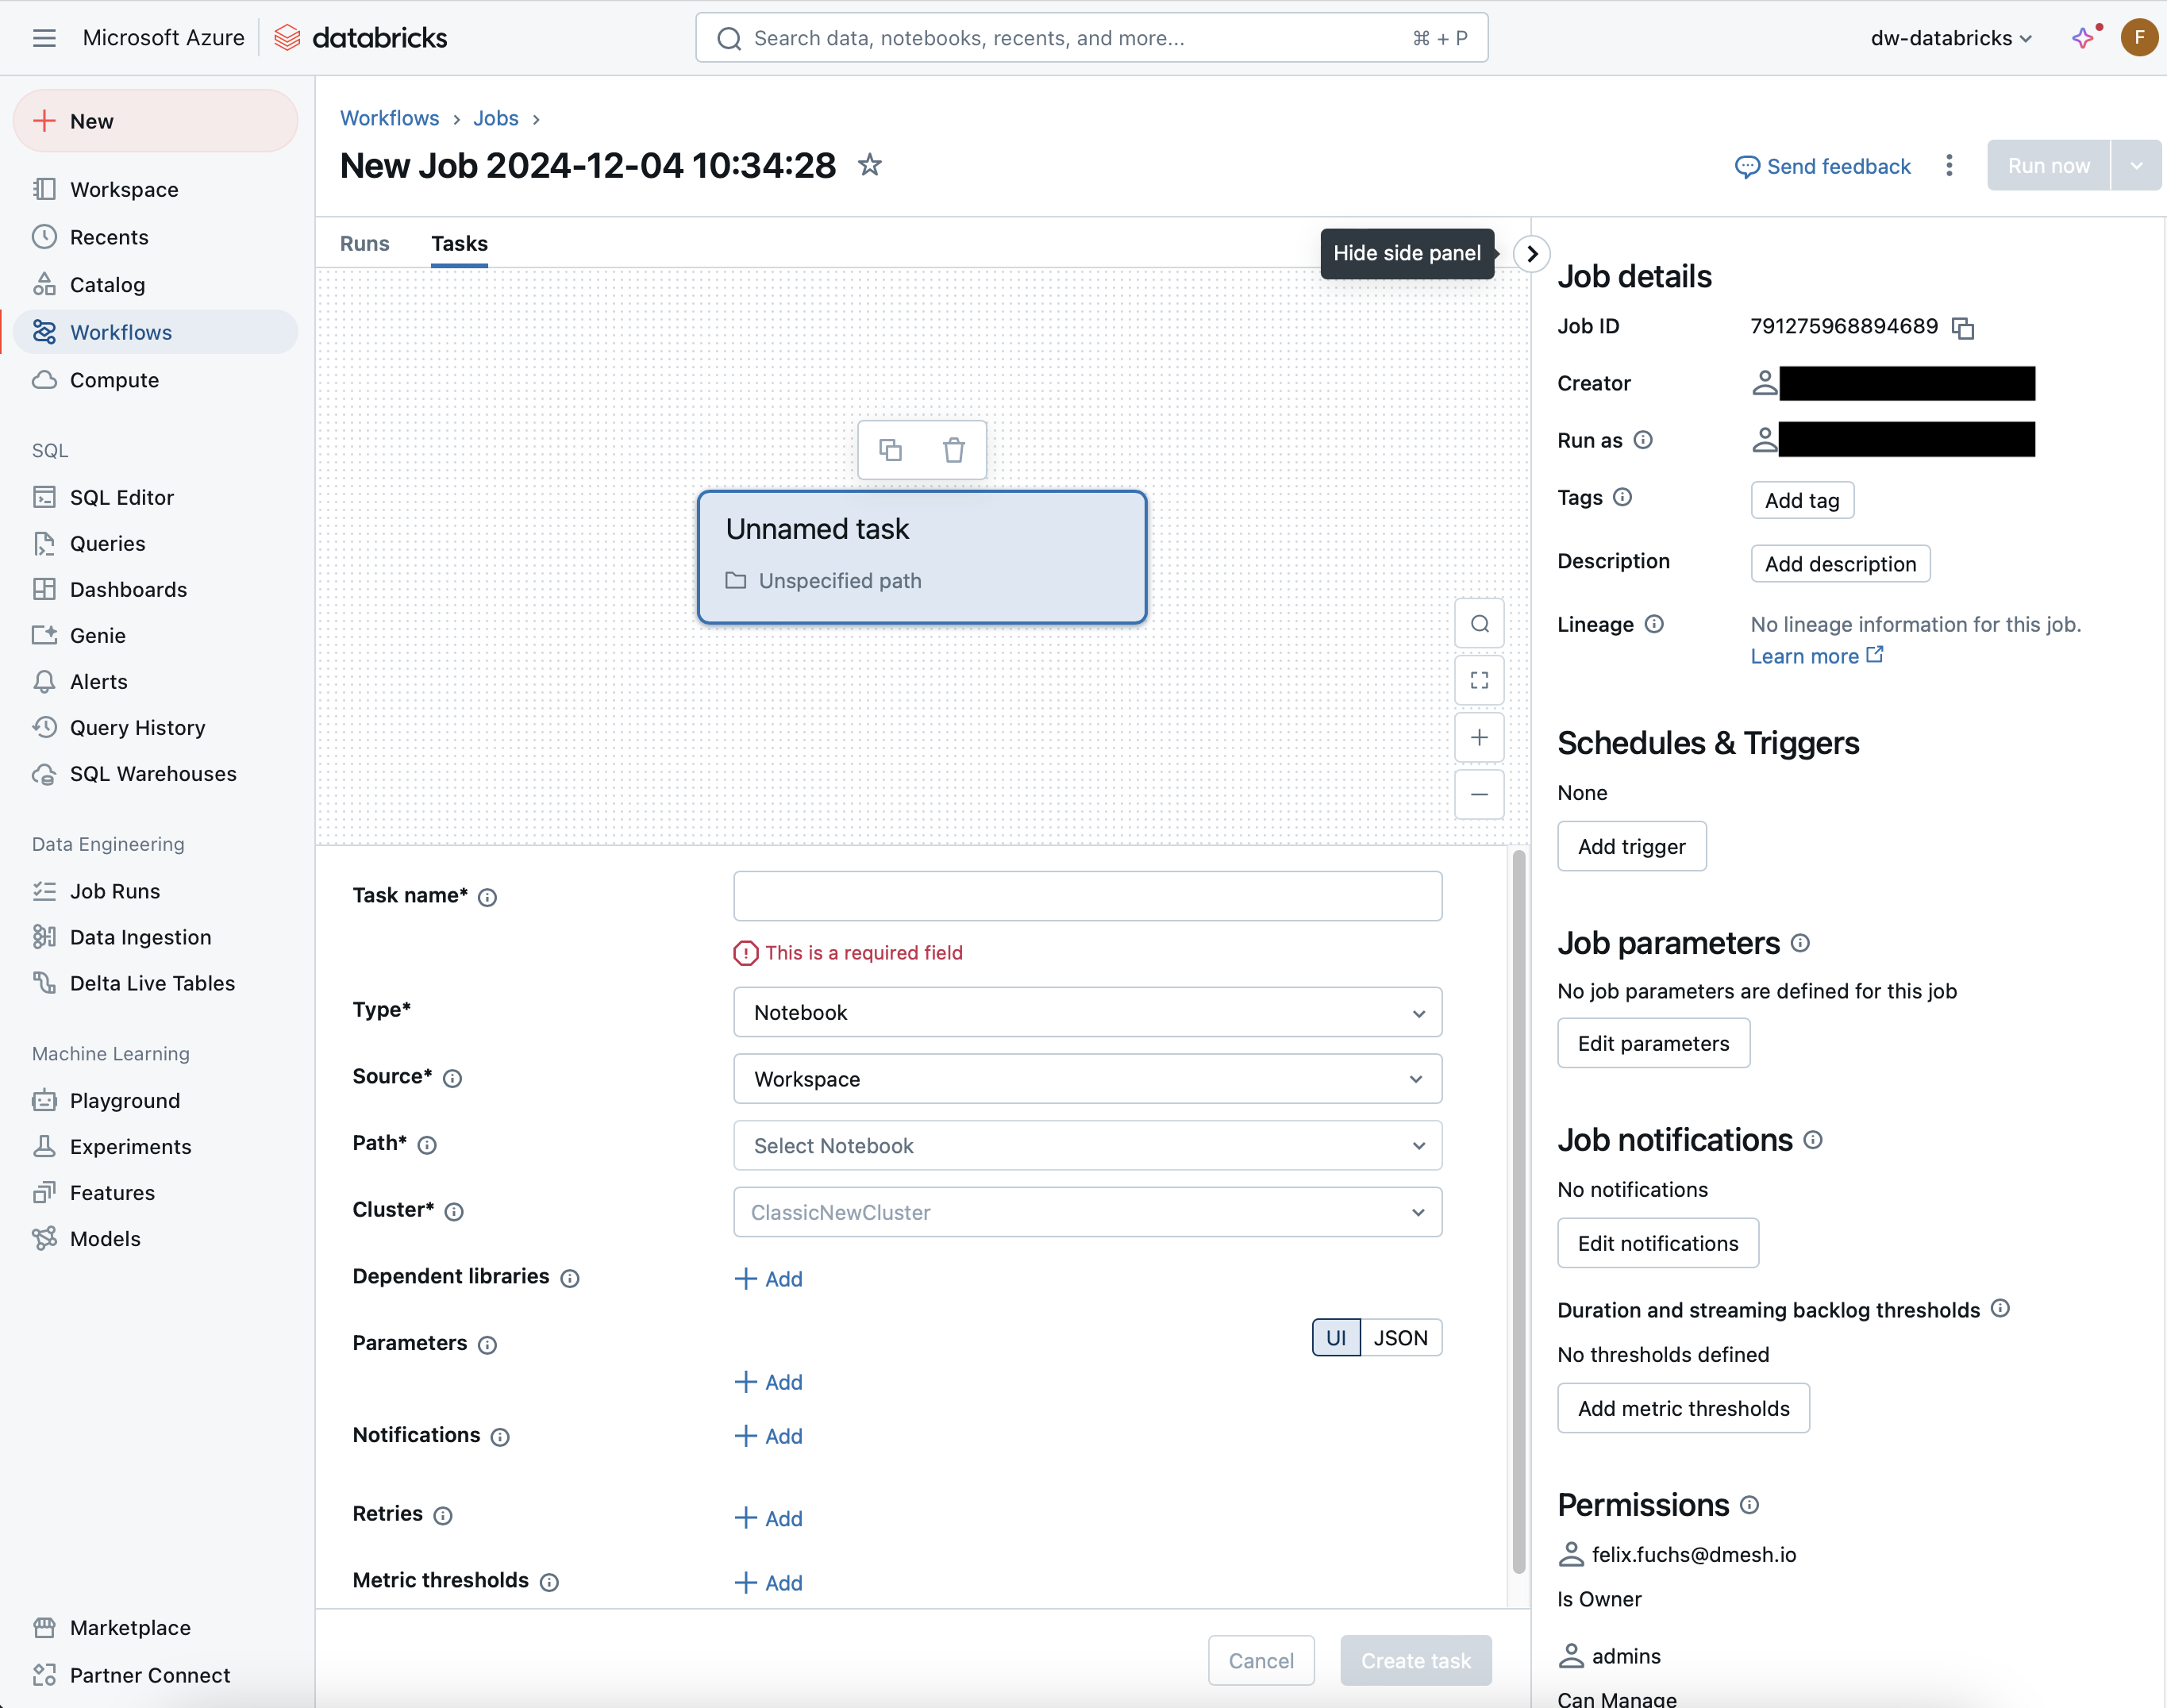 Microsoft Azure databricks
Search data, notebooks, recents, and more...
⌘ + P
dw-databricks
F
New
Workspace
Recents
Catalog
Workflows
Compute
SQL
SQL Editor
Queries
Dashboards
Genie
Alerts
Query History
SQL Warehouses
Data Engineering
Job Runs
Data Ingestion
Delta Live Tables
Machine Learning
Playground
Experiments
Features
Models
Marketplace
Partner Connect
Workflows › Jobs ›
New Job 2024-12-04 10:34:28
Send feedback
Run now
Runs Tasks
Hide side panel
Unnamed task
Unspecified path
Task name*
This is a required field
Type* Notebook
Source* Workspace
Path* Select Notebook
Cluster* ClassicNewCluster
Dependent libraries + Add
Parameters UI JSON
+ Add
Notifications + Add
Retries + Add
Metric thresholds + Add
Cancel Create task
Job details
Job ID 791275968894689
Creator
Run as
Tags Add tag
Description Add description
Lineage No lineage information for this job.
Learn more
Schedules & Triggers
None
Add trigger
Job parameters
No job parameters are defined for this job
Edit parameters
Job notifications
No notifications
Edit notifications
Duration and streaming backlog thresholds
No thresholds defined
Add metric thresholds
Permissions
felix.fuchs@dmesh.io
Is Owner
admins
Can Manage